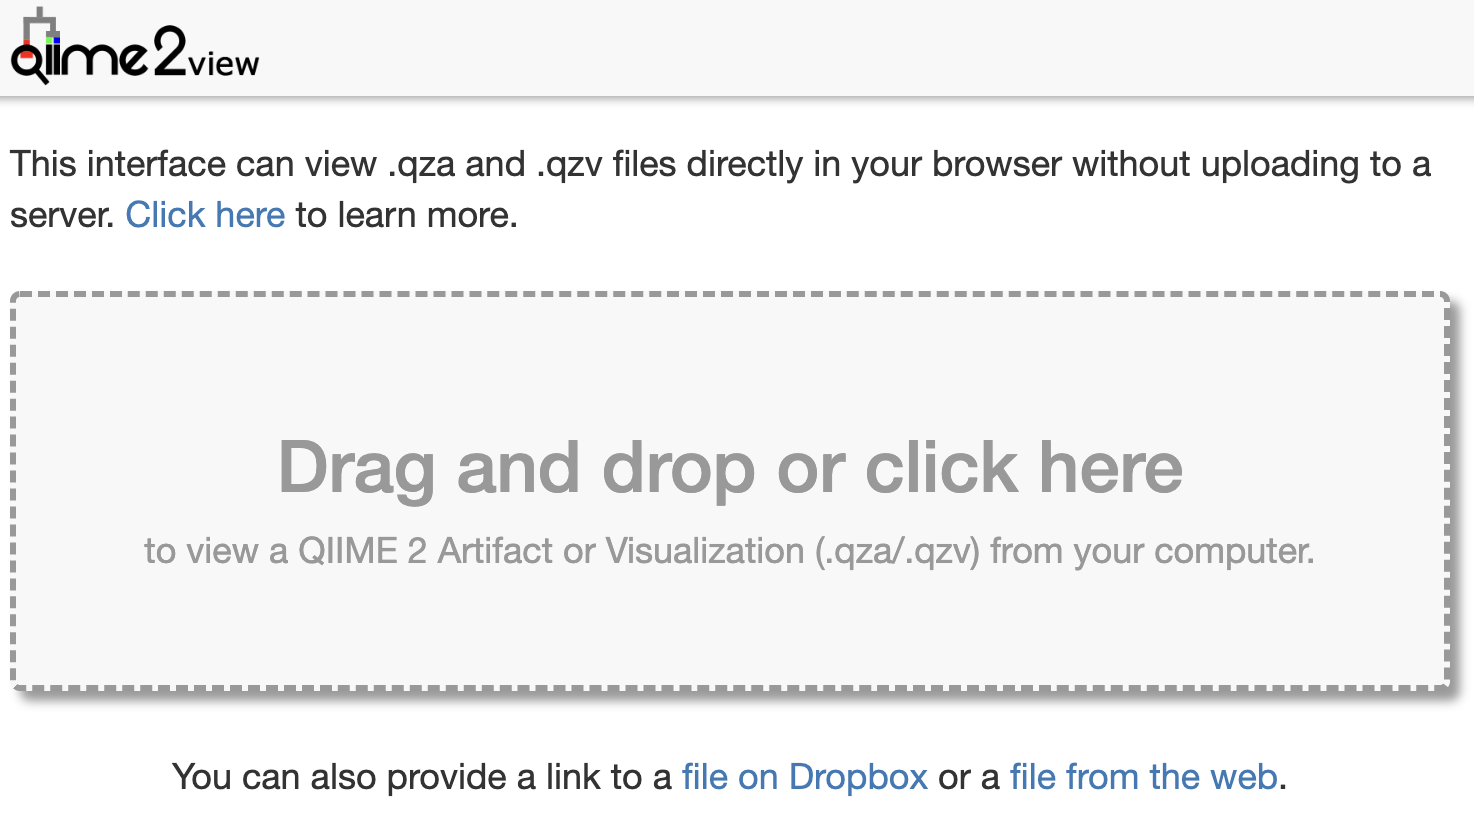 qiime2view
This interface can view .qza and .qzv files directly in your browser without uploading to a
server. Click here to learn more.
Drag and drop or click here
to view a QIIME 2 Artifact or Visualization (.qza/.qzv) from your computer.
You can also provide a link to a file on Dropbox or a file from the web.